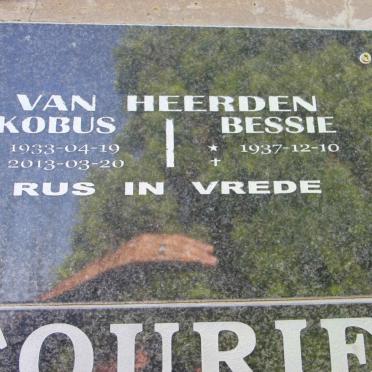 VAN HEERDEN
KOBUS BESSIE
1933-04-19 * 1937-12-10
2013-03-20 †
RUS IN VREDE